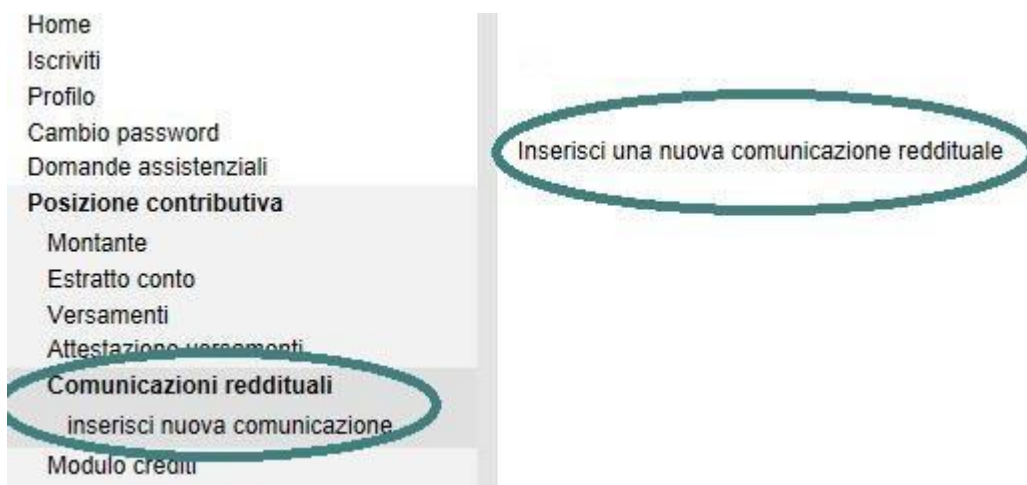 Home
Iscriviti
Profilo
Cambio password
Domande assistenziali
Posizione contributiva
Montante
Estratto conto
Versamenti
Attestazione versamenti
Comunicazioni reddituali
inserisci nuova comunicazione
Modulo crediti
Inserisci una nuova comunicazione reddituale